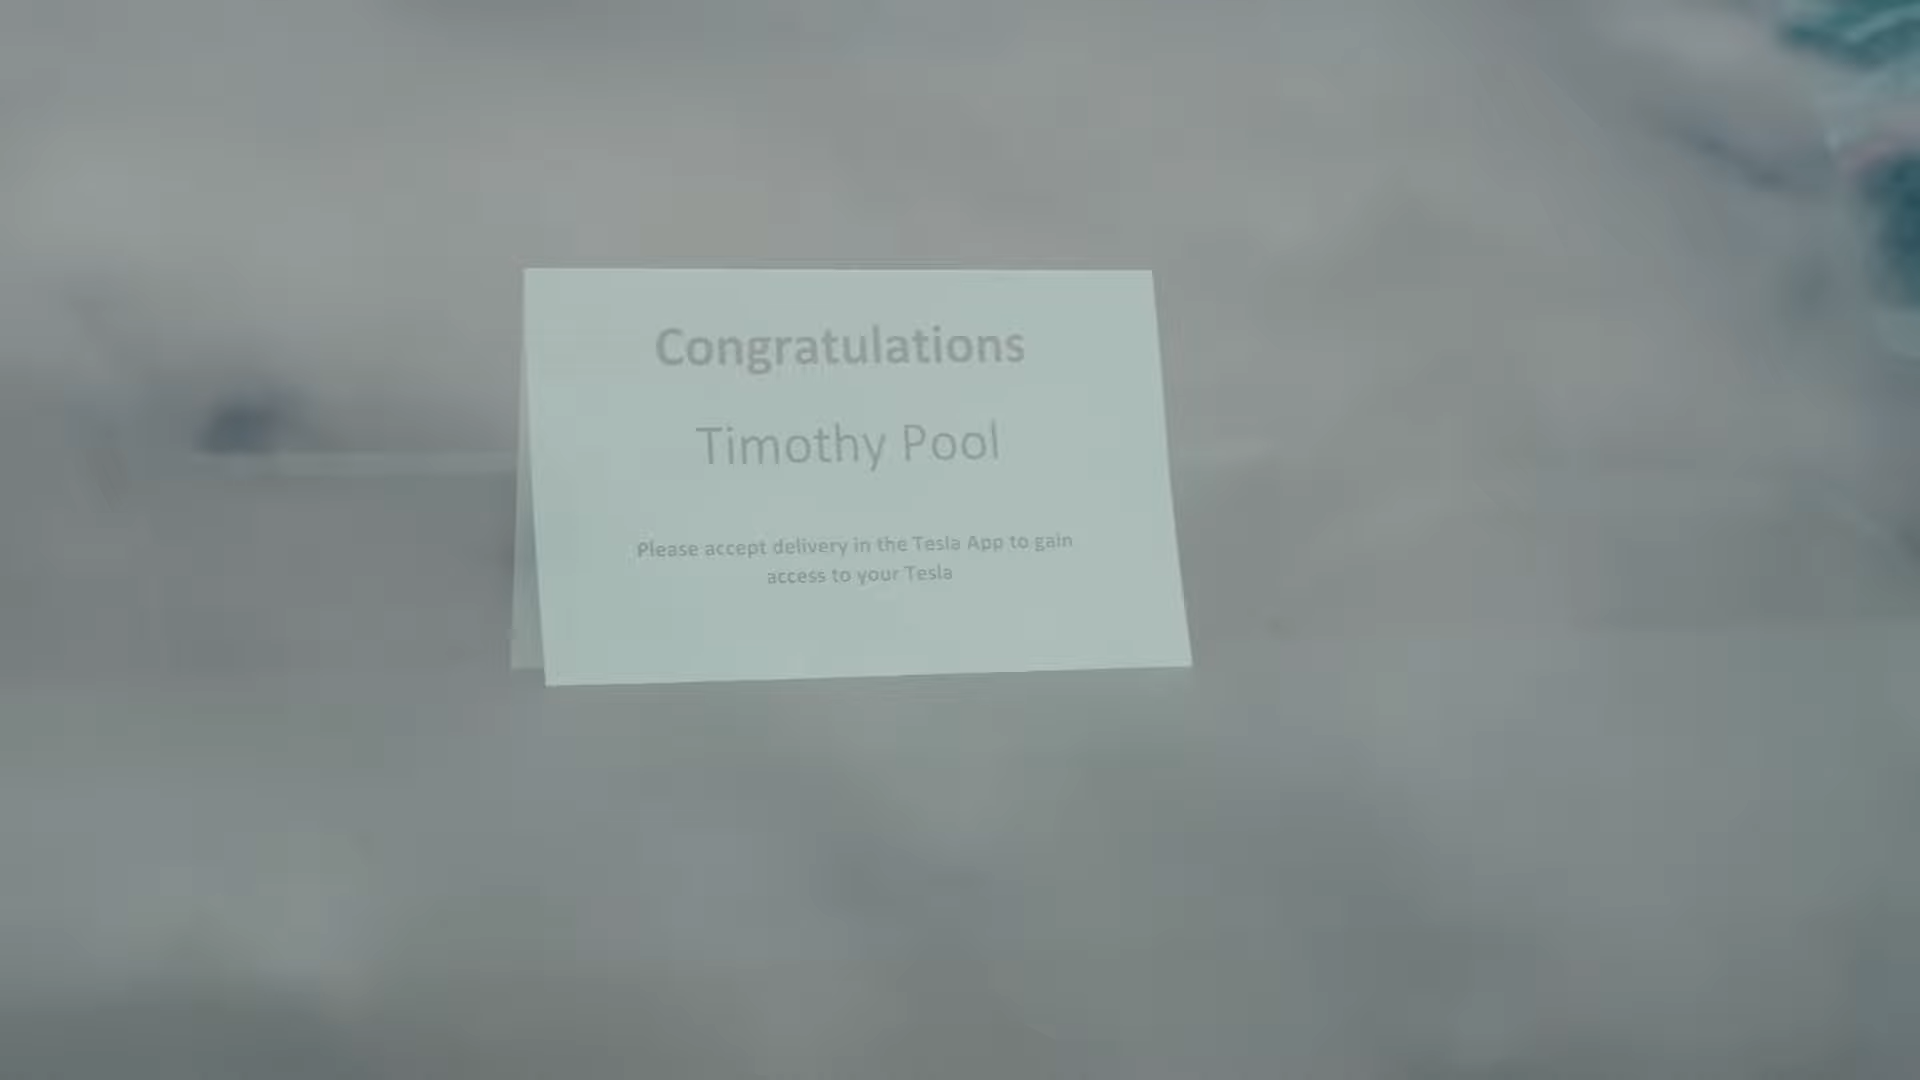 Congratulations
Timothy Pool
Please accept delivery in the Tesla App to gain
access to your Tesla